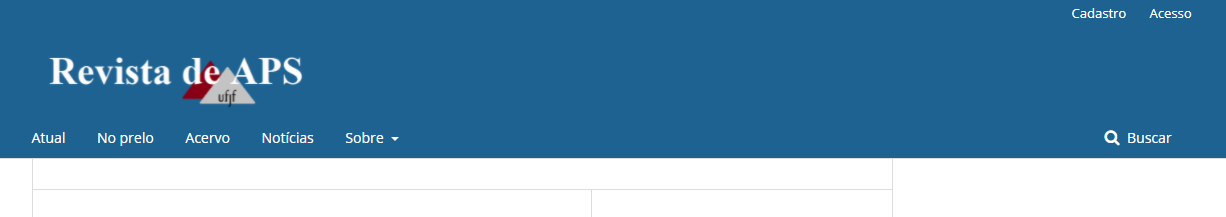 Cadastro Acesso
Revista de APS
ufjf
Atual No prelo Acervo Notícias Sobre Buscar